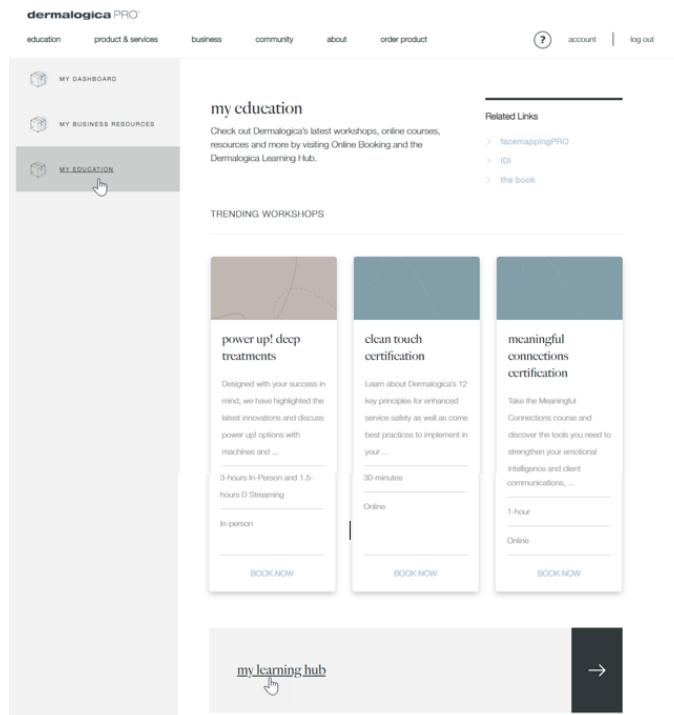 dermalogica PRO
education product & services business community about order product ? account log out
MY DASHBOARD
MY BUSINESS RESOURCES
MY EDUCATION
my education
Check out Dermalogica's latest workshops, online courses,
resources and more by visiting Online Booking and the
Dermalogica Learning Hub.
Related Links
facemappingPRO
IDI
the book
TRENDING WORKSHOPS
power up! deep
treatments
Designed with your success in
mind, we have highlighted the
latest innovations and discuss
power up! options with
machines and ...
3-hours In-Person and 1.5-
hours D Streaming
In-person
BOOK NOW
clean touch
certification
Learn about Dermalogica's 12
key principles for enhanced
service safety as well as come
best practices to implement in
your ...
30-minutes
Online
BOOK NOW
meaningful
connections
certification
Take the Meaningful
Connections course and
discover the tools you need to
strengthen your emotional
intelligence and client
communications, ...
1-hour
Online
BOOK NOW
my learning hub